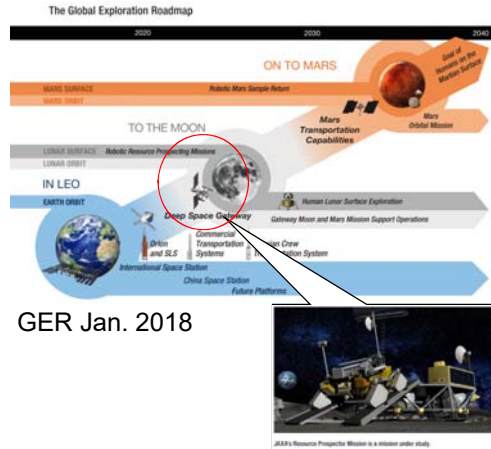 The Global Exploration Roadmap
2020
2030
2040
ON TO MARS
Goal of
Humans on the
Martian Surface
MARS SURFACE
Robotic Mars Sample Return
MARS ORBIT
Mars
Transportation
Capabilities
Mars
Orbital Mission
TO THE MOON
LUNAR SURFACE
Robotic Resource Prospecting Missions
LUNAR ORBIT
IN LEO
EARTH ORBIT
Deep Space Gateway
Human Lunar Surface Exploration
Gateway Moon and Mars Mission Support Operations
Orion
and SLS
Commercial
Transportation
Systems
Crew
System
International Space Station
China Space Station
Future Platforms
GER Jan. 2018
JAXA's Resource Prospector Mission is a mission under study.